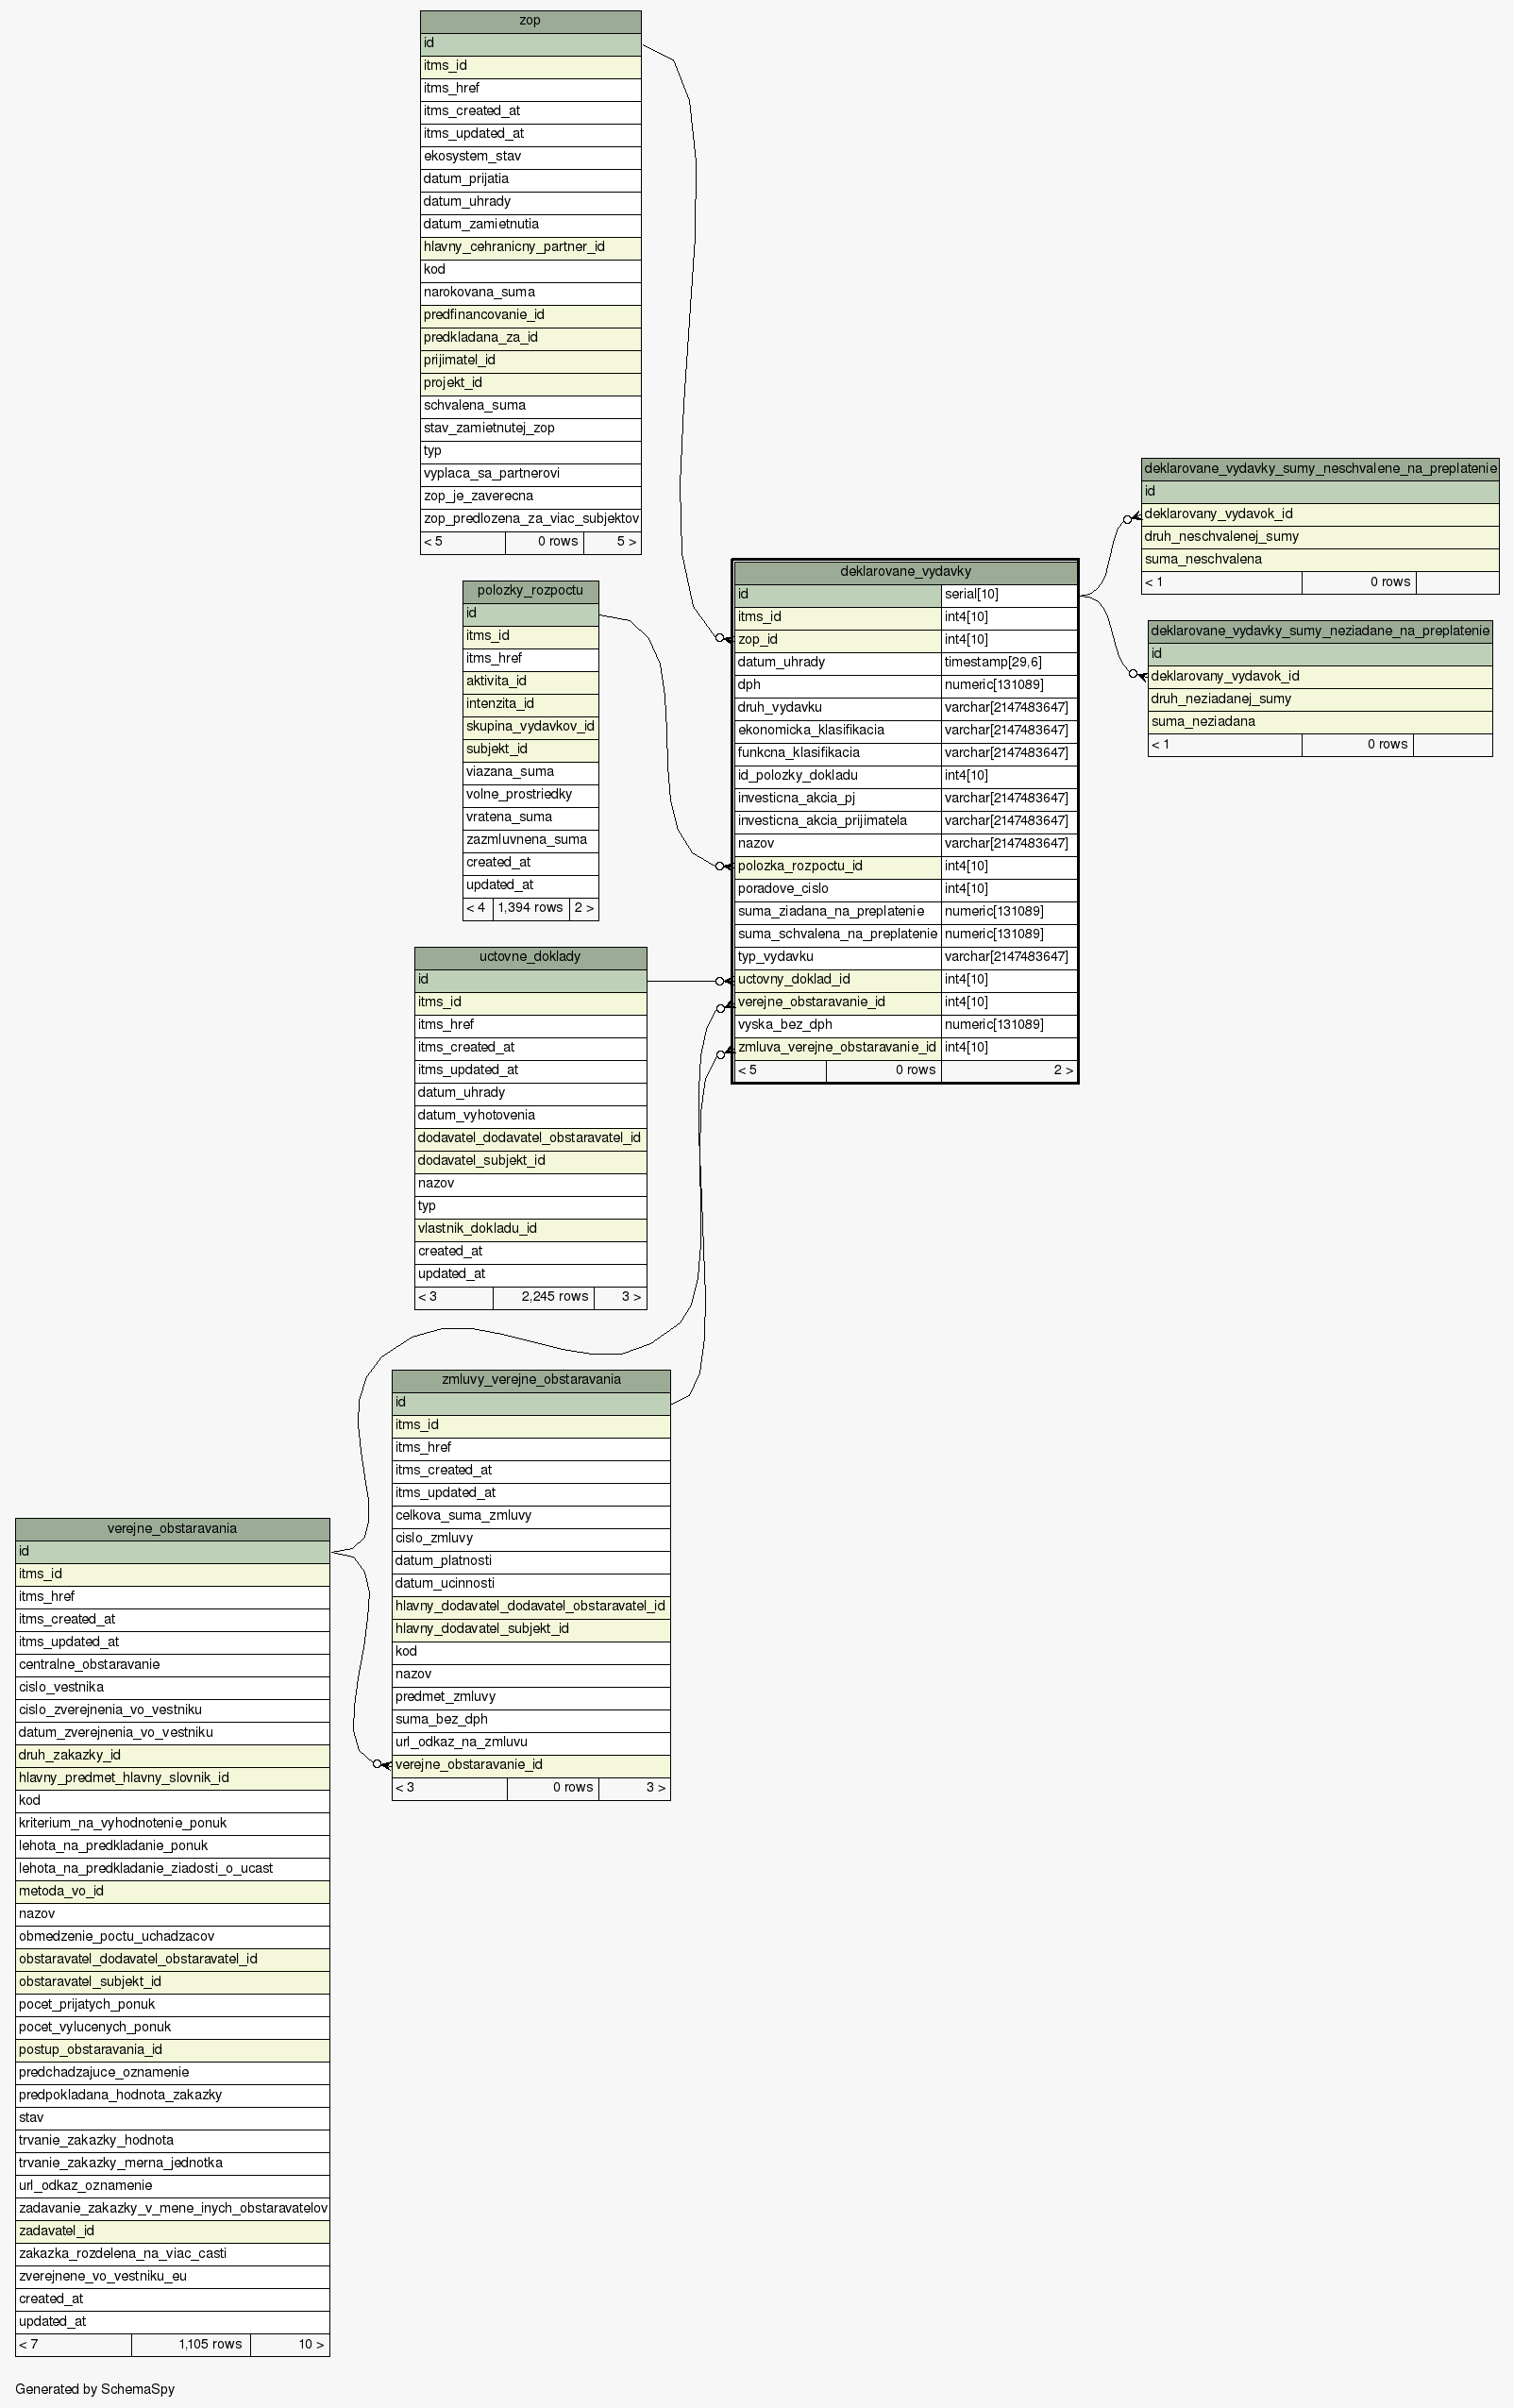 zop
id
itms_id
itms_href
itms_created_at
itms_updated_at
ekosystem_stav
datum_prijatia
datum_uhrady
datum_zamietnutia
hlavny_cehranicny_partner_id
kod
narokovana_suma
predfinancovanie_id
predkladana_za_id
prijimatel_id
projekt_id
schvalena_suma
stav_zamietnutej_zop
typ
vyplaca_sa_partnerovi
zop_je_zaverecna
zop_predlozena_za_viac_subjektov
< 5 0 rows 5 >
polozky_rozpoctu
id
itms_id
itms_href
aktivita_id
intenzita_id
skupina_vydavkov_id
subjekt_id
viazana_suma
volne_prostriedky
vratena_suma
zazmluvnena_suma
created_at
updated_at
< 4 1,394 rows 2 >
uctovne_doklady
id
itms_id
itms_href
itms_created_at
itms_updated_at
datum_uhrady
datum_vyhotovenia
dodavatel_dodavatel_obstaravatel_id
dodavatel_subjekt_id
nazov
typ
vlastnik_dokladu_id
created_at
updated_at
< 3 2,245 rows 3 >
deklarovane_vydavky
id serial[10]
itms_id int4[10]
zop_id int4[10]
datum_uhrady timestamp[29,6]
dph numeric[131089]
druh_vydavku varchar[2147483647]
ekonomicka_klasifikacia varchar[2147483647]
funkcna_klasifikacia varchar[2147483647]
id_polozky_dokladu int4[10]
investicna_akcia_pj varchar[2147483647]
investicna_akcia_prijimatela varchar[2147483647]
nazov varchar[2147483647]
polozka_rozpoctu_id int4[10]
poradove_cislo int4[10]
suma_ziadana_na_preplatenie numeric[131089]
suma_schvalena_na_preplatenie numeric[131089]
typ_vydavku varchar[2147483647]
uctovny_doklad_id int4[10]
verejne_obstaravanie_id int4[10]
vyska_bez_dph numeric[131089]
zmluva_verejne_obstaravanie_id int4[10]
< 5 0 rows 2 >
deklarovane_vydavky_sumy_neschvalene_na_preplatenie
id
deklarovany_vydavok_id
druh_neschvalenej_sumy
suma_neschvalena
< 1 0 rows
deklarovane_vydavky_sumy_neziadane_na_preplatenie
id
deklarovany_vydavok_id
druh_neziadanej_sumy
suma_neziadana
< 1 0 rows
zmluvy_verejne_obstaravania
id
itms_id
itms_href
itms_created_at
itms_updated_at
celkova_suma_zmluvy
cislo_zmluvy
datum_platnosti
datum_ucinnosti
hlavny_dodavatel_dodavatel_obstaravatel_id
hlavny_dodavatel_subjekt_id
kod
nazov
predmet_zmluvy
suma_bez_dph
url_odkaz_na_zmluvu
verejne_obstaravanie_id
< 3 0 rows 3 >
verejne_obstaravania
id
itms_id
itms_href
itms_created_at
itms_updated_at
centralne_obstaravanie
cislo_vestnika
cislo_zverejnenia_vo_vestniku
datum_zverejnenia_vo_vestniku
druh_zakazky_id
hlavny_predmet_hlavny_slovnik_id
kod
kriterium_na_vyhodnotenie_ponuk
lehota_na_predkladanie_ponuk
lehota_na_predkladanie_ziadosti_o_ucast
metoda_vo_id
nazov
obmedzenie_poctu_uchadzacov
obstaravatel_dodavatel_obstaravatel_id
obstaravatel_subjekt_id
pocet_prijatych_ponuk
pocet_vylucenych_ponuk
postup_obstaravania_id
predchadzajuce_oznamenie
predpokladana_hodnota_zakazky
stav
trvanie_zakazky_hodnota
trvanie_zakazky_merna_jednotka
url_odkaz_oznamenie
zadavanie_zakazky_v_mene_inych_obstaravatelov
zadavatel_id
zakazka_rozdelena_na_viac_casti
zverejnene_vo_vestniku_eu
created_at
updated_at
< 7 1,105 rows 10 >
Generated by SchemaSpy